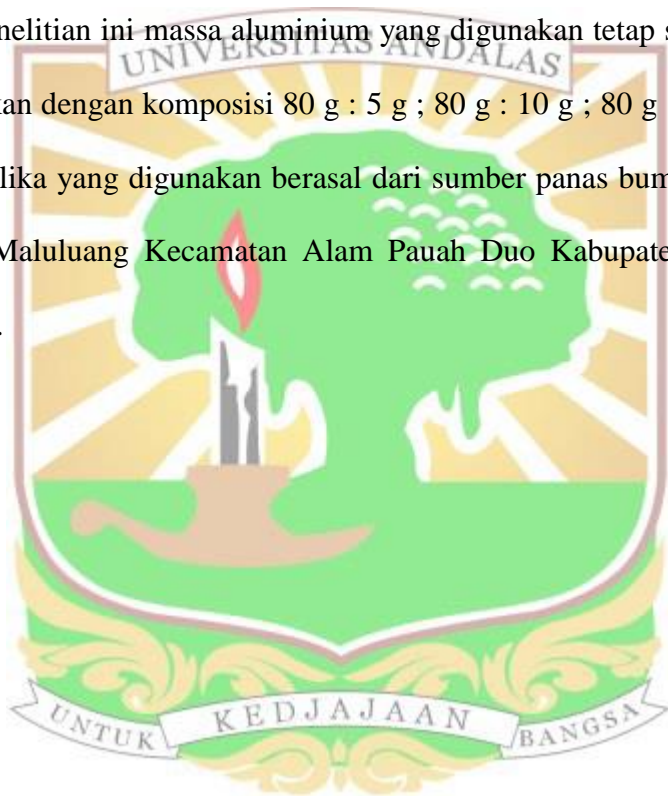 nelitian ini massa aluminium yang digunakan tetap s
UNIVERSITAS ANDALAS
kan dengan komposisi 80 g : 5 g ; 80 g : 10 g ; 80 g
lika yang digunakan berasal dari sumber panas bum
Maluluang Kecamatan Alam Pauah Duo Kabupate
.
UNTUK KEDJAJAAN BANGSA